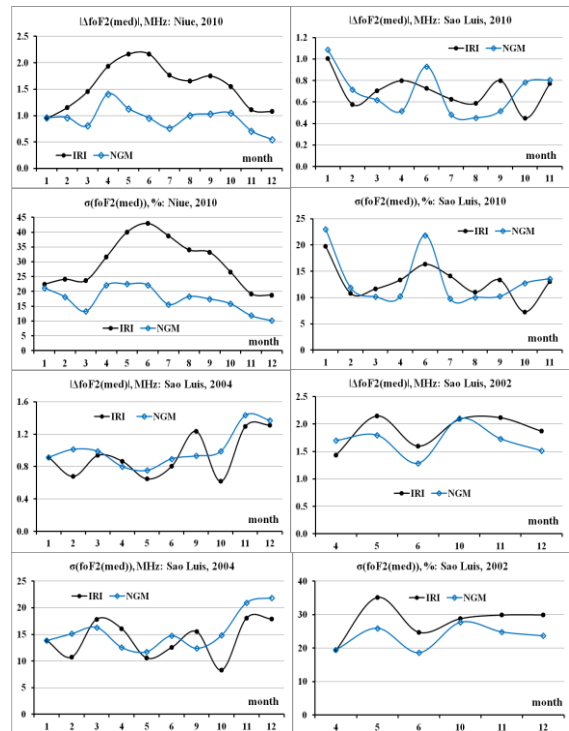 |ΔfoF2(med)|, MHz: Niue, 2010
2.5
2.0
1.5
1.0
0.5
0.0
month
IRI
NGM
1 2 3 4 5 6 7 8 9 10 11 12
|ΔfoF2(med)|, MHz: Sao Luis, 2010
1.2
1.0
0.8
0.6
0.4
0.2
0.0
IRI
NGM
month
1 2 3 4 6 7 8 9 10 11
σ(foF2(med)), %: Niue, 2010
45
40
35
30
25
20
15
10
5
0
IRI
NGM
month
1 2 3 4 5 6 7 8 9 10 11 12
σ(foF2(med)), %: Sao Luis, 2010
25
20
15
10
5
0
IRI
NGM
month
1 2 3 4 6 7 8 9 10 11
|ΔfoF2(med)|, MHz: Sao Luis, 2004
1.6
1.2
0.8
0.4
0.0
IRI
NGM
month
1 2 3 4 5 6 9 10 11 12
|ΔfoF2(med)|, MHz: Sao Luis, 2002
2.5
2.0
1.5
1.0
0.5
0.0
IRI
NGM
month
4 5 6 10 11 12
σ(foF2(med)), MHz: Sao Luis, 2004
25
20
15
10
5
0
IRI
NGM
month
1 2 3 4 5 6 9 10 11 12
σ(foF2(med)), %: Sao Luis, 2002
40
30
20
10
0
IRI
NGM
month
4 5 6 10 11 12